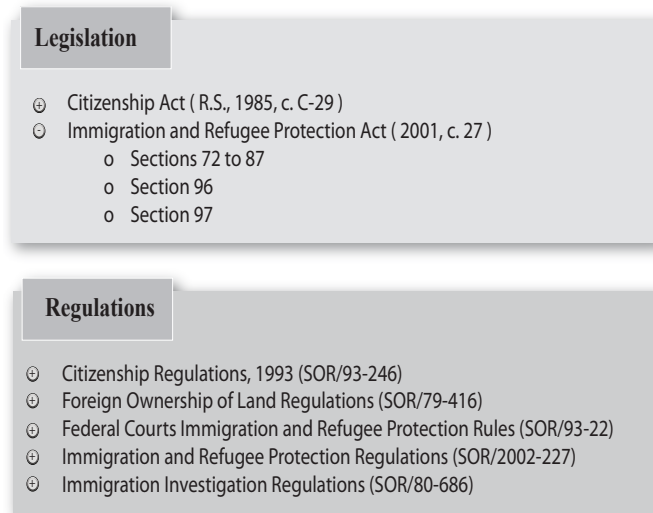 Legislation
Citizenship Act ( R.S., 1985, c. C-29 )
Immigration and Refugee Protection Act ( 2001, c. 27 )
o Sections 72 to 87
o Section 96
o Section 97
Regulations
Citizenship Regulations, 1993 (SOR/93-246)
Foreign Ownership of Land Regulations (SOR/79-416)
Federal Courts Immigration and Refugee Protection Rules (SOR/93-22)
Immigration and Refugee Protection Regulations (SOR/2002-227)
Immigration Investigation Regulations (SOR/80-686)